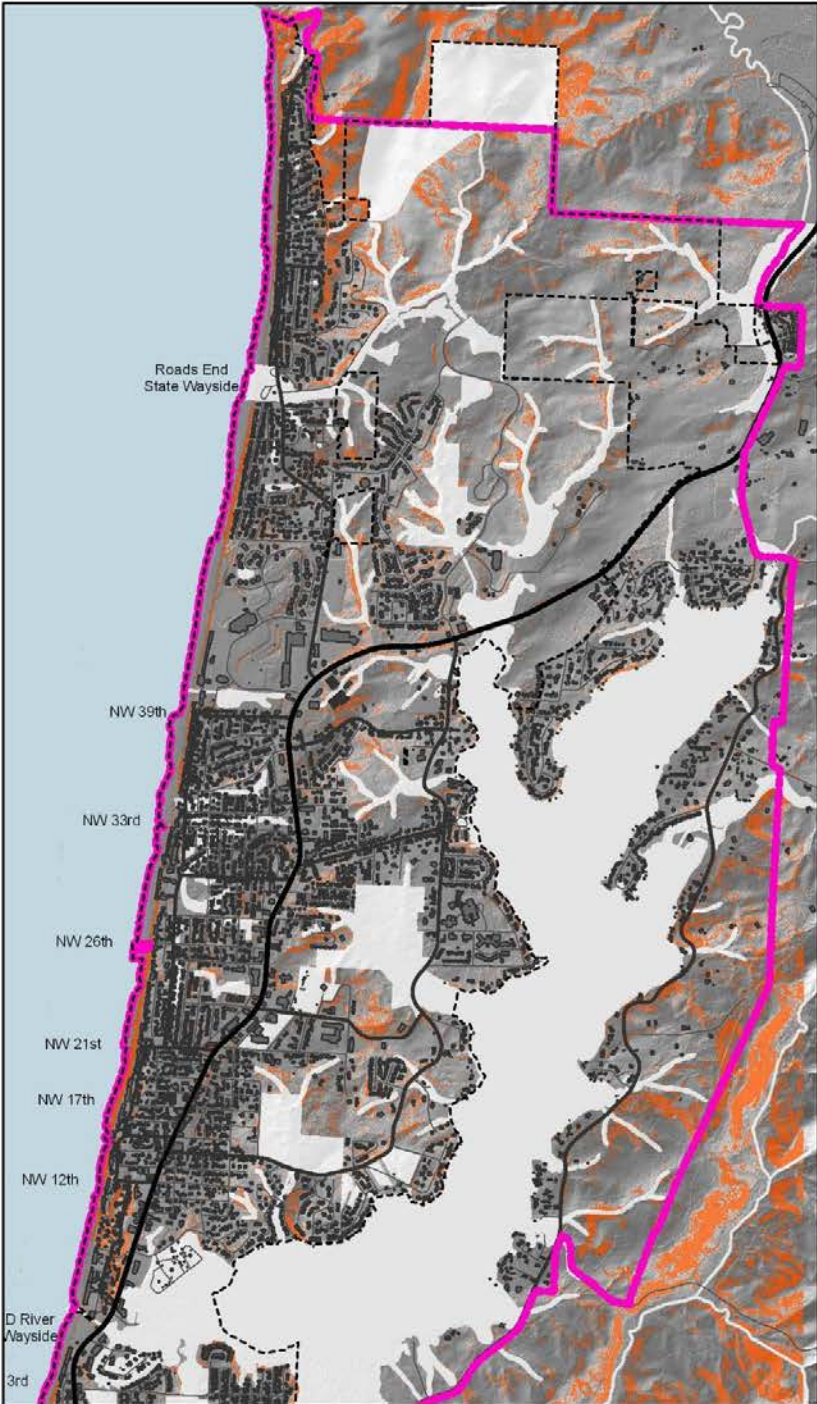 Roads End
State Wayside
NW 39th
NW 33rd
NW 26th
NW 21st
NW 17th
NW 12th
D River
Wayside
3rd